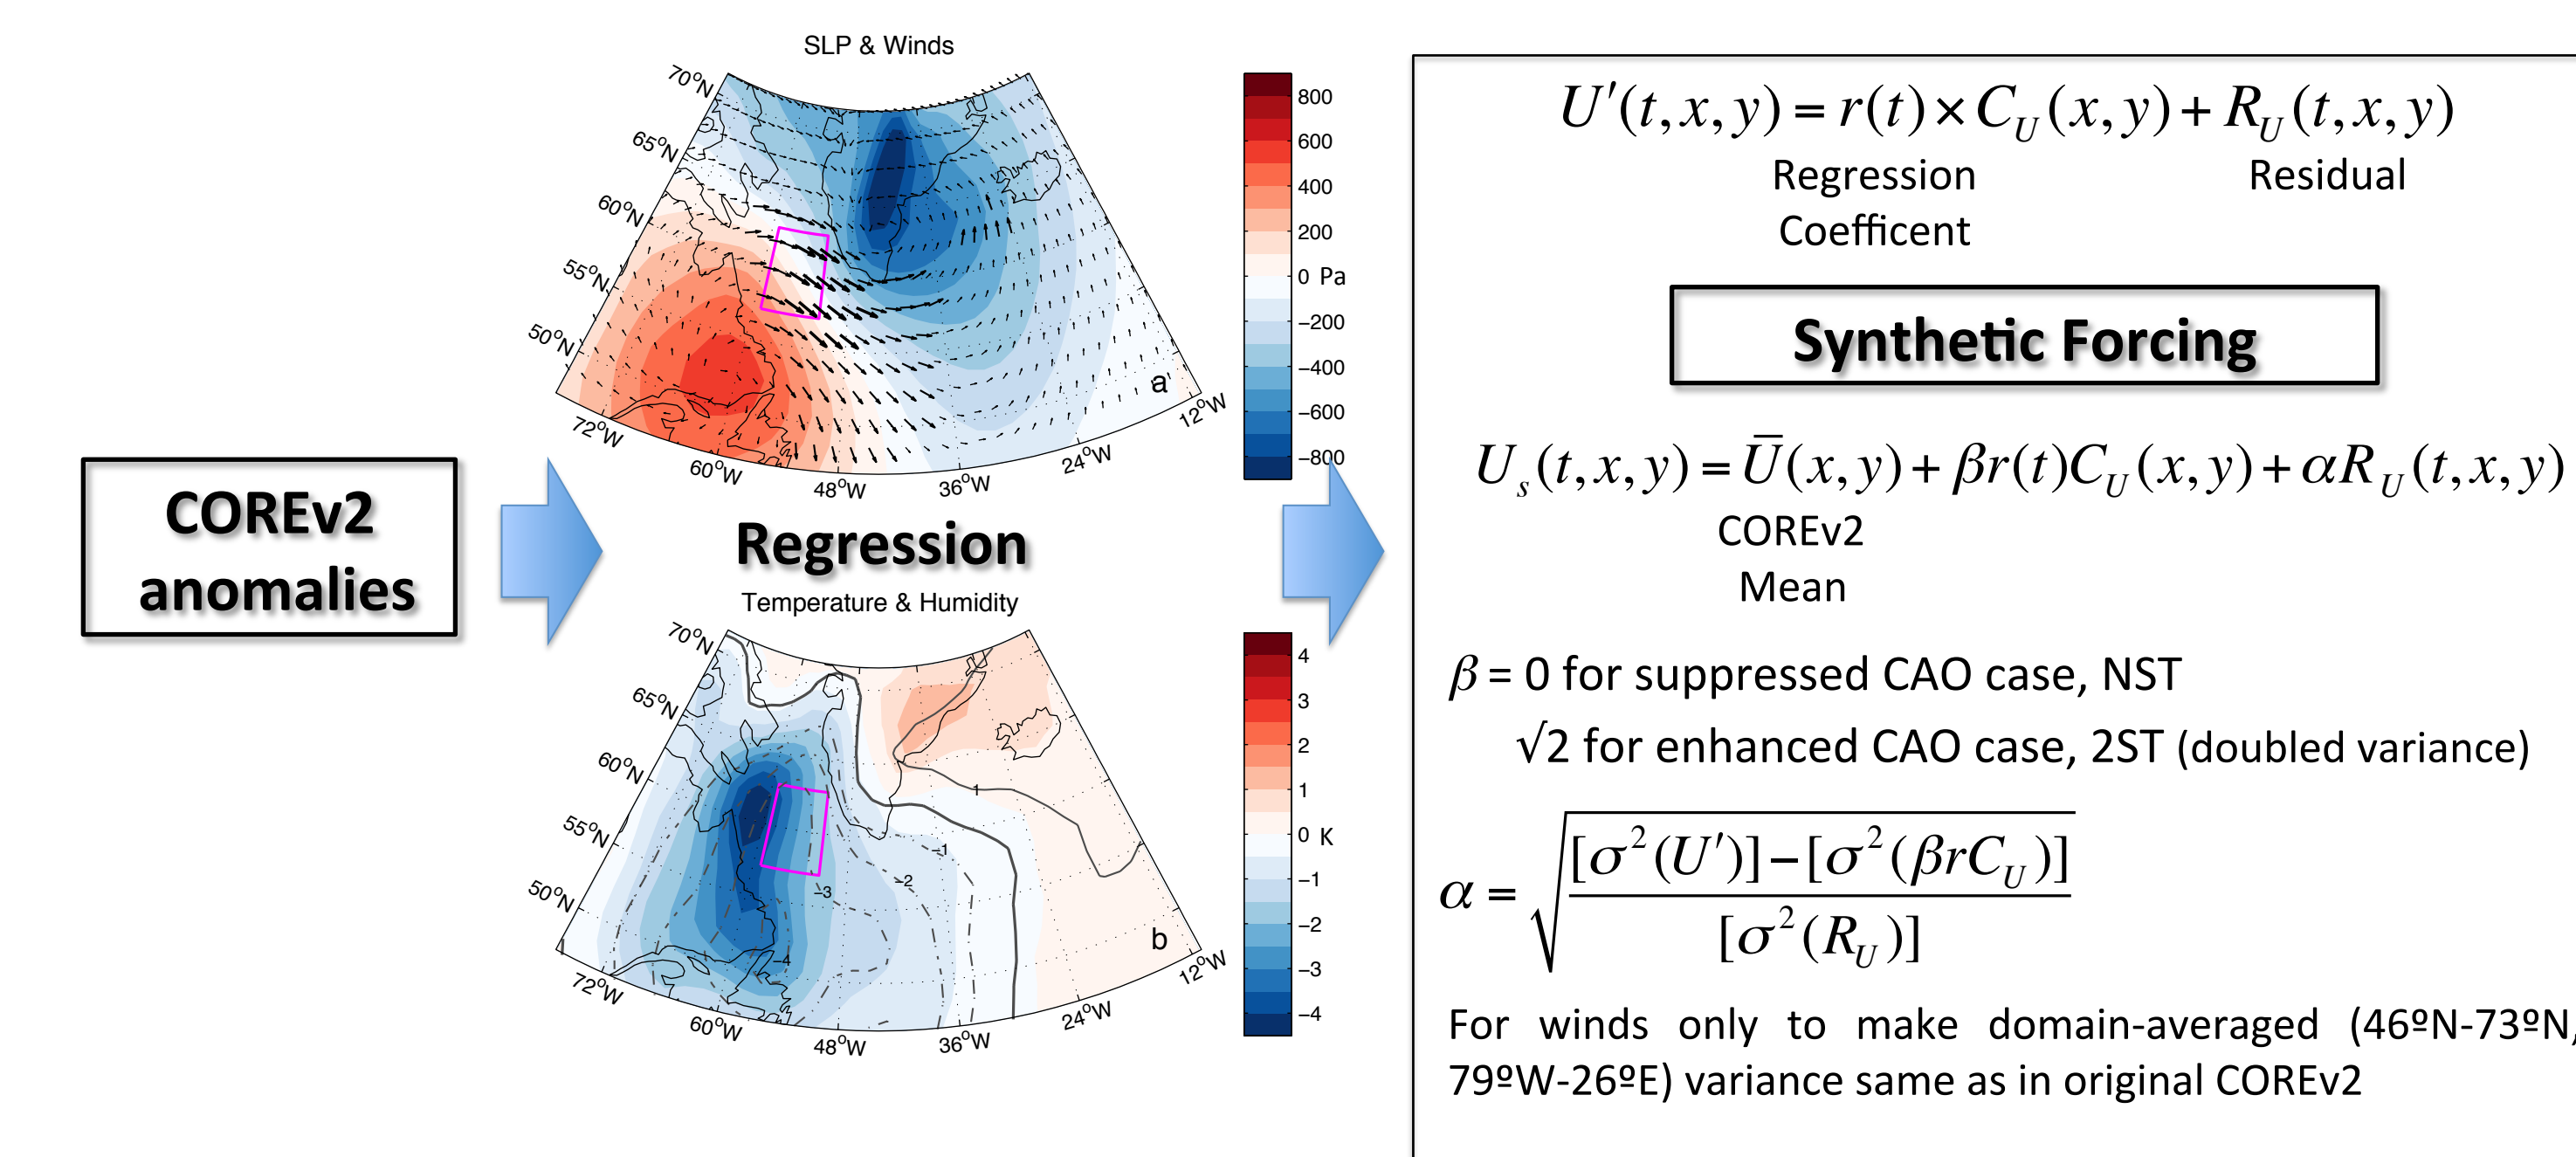 COREv2
anomalies
SLP & Winds
70°N
65°N
60°N
55°N
50°N
72°W
60°W
48°W
36°W
24°W
12°W
a
800
600
400
200
0 Pa
−200
−400
−600
−800
Regression
Temperature & Humidity
70°N
65°N
60°N
55°N
50°N
72°W
60°W
48°W
36°W
24°W
12°W
1
−1
−2
−3
−4
b
4
3
2
1
0 K
−1
−2
−3
−4
U′(t,x,y) = r(t) × C_U(x,y) + R_U(t,x,y)
Regression Residual
Coefficent
Synthetic Forcing
U_s(t,x,y) = U̅(x,y) + βr(t)C_U(x,y) + αR_U(t,x,y)
COREv2
Mean
β = 0 for suppressed CAO case, NST
√2 for enhanced CAO case, 2ST (doubled variance)
α = √([σ²(U′)] − [σ²(βrC_U)] / [σ²(R_U)])
For winds only to make domain-averaged (46ºN-73ºN,
79ºW-26ºE) variance same as in original COREv2